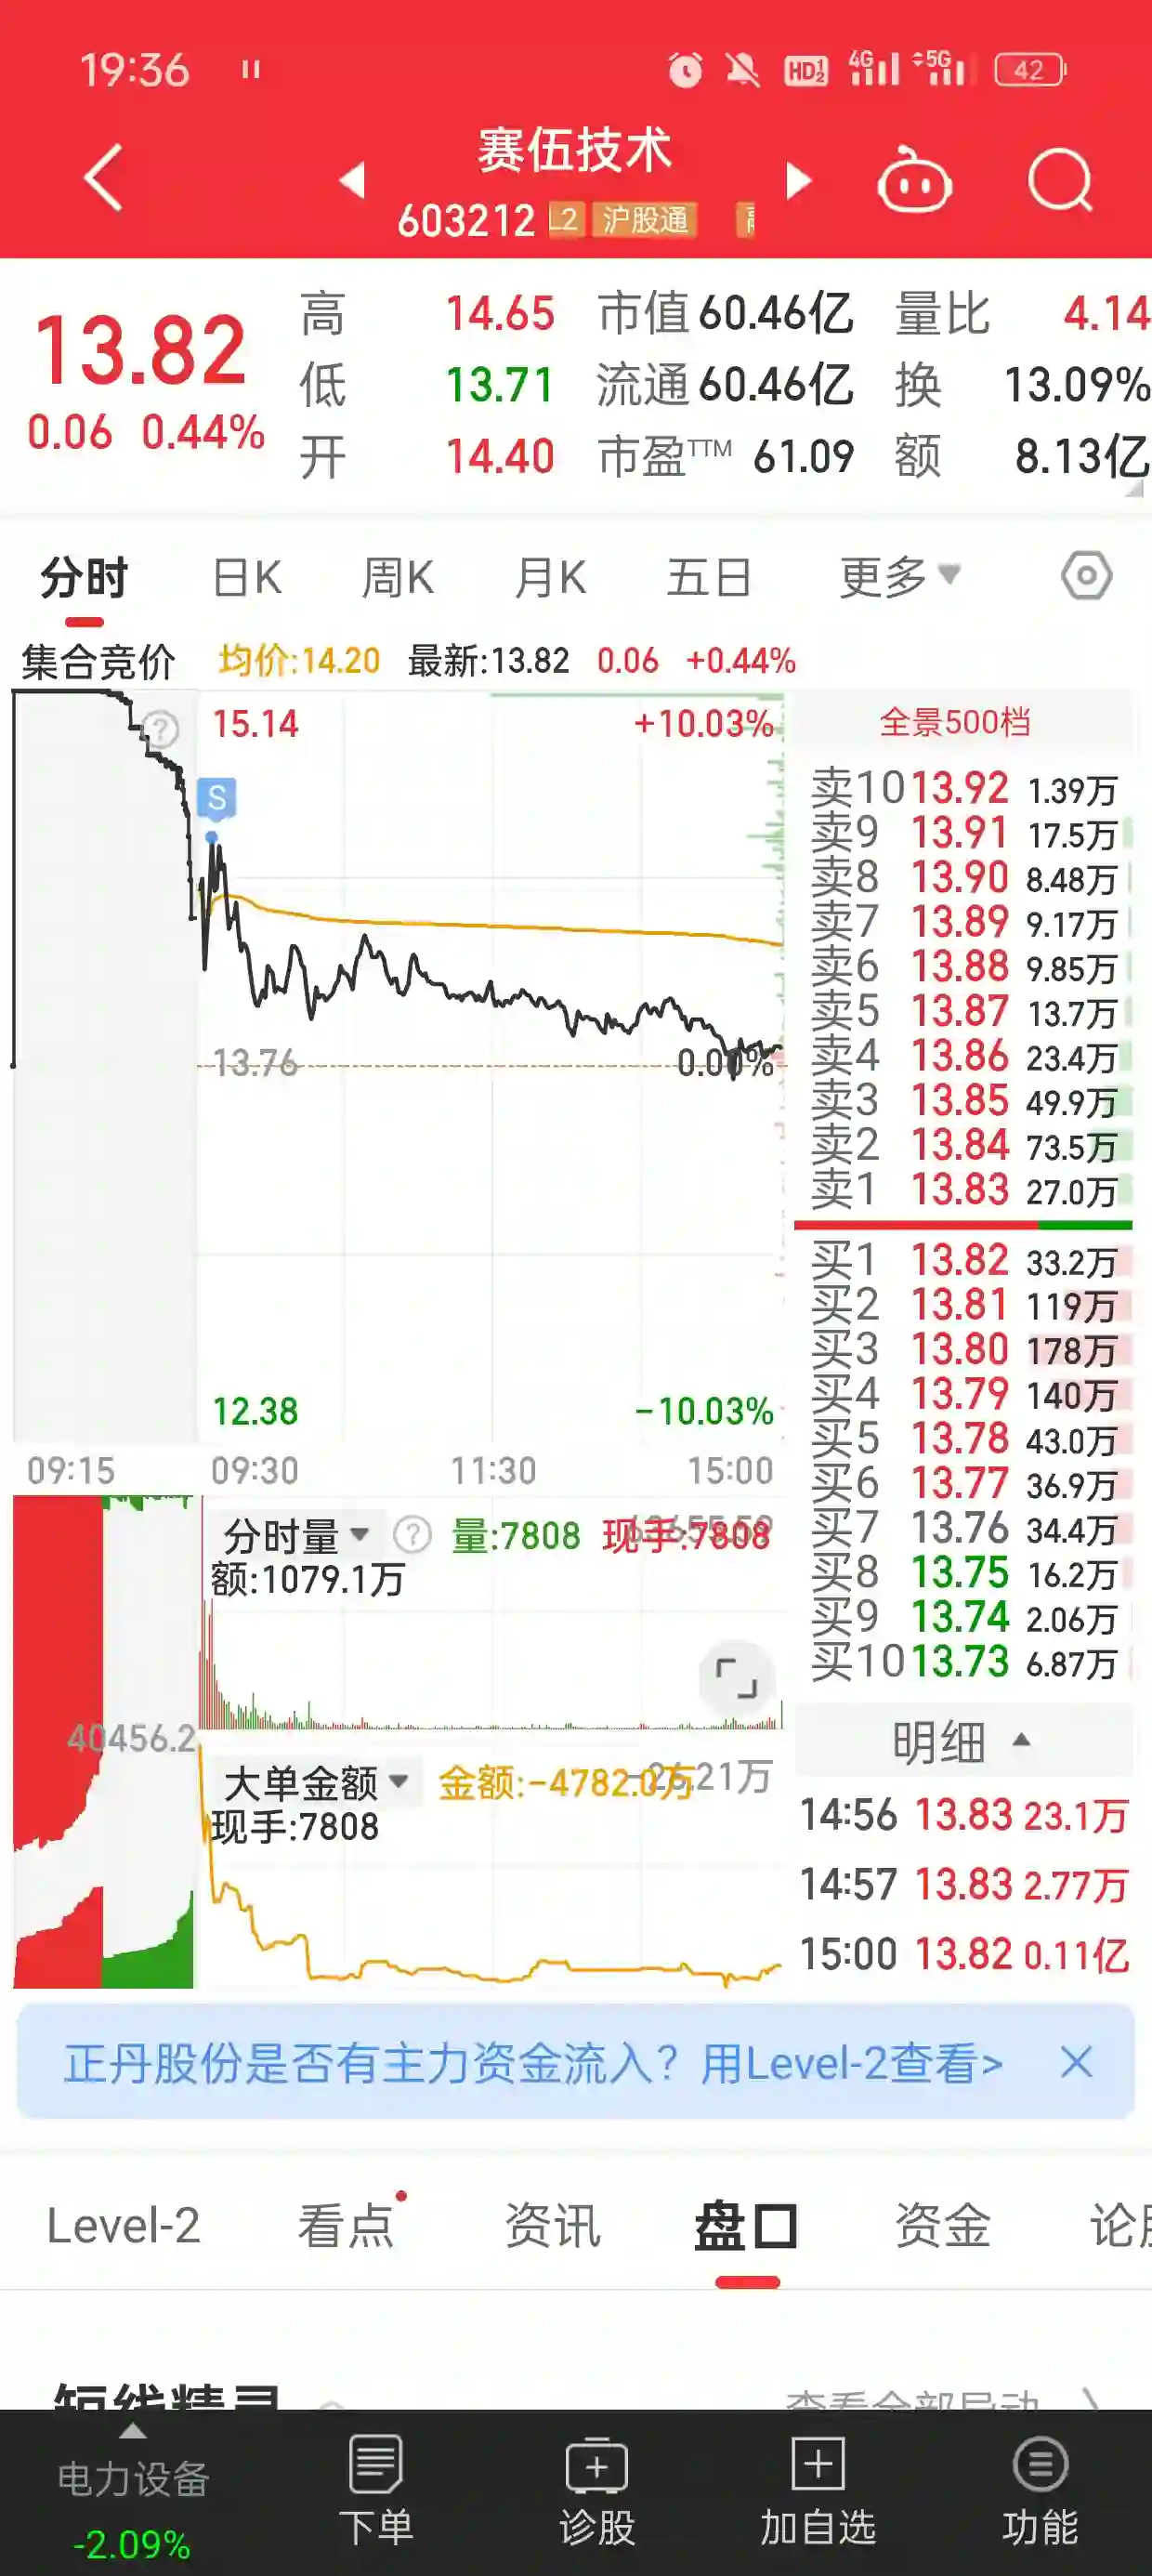 19:36
HD 1 2 4G 5G 42
赛伍技术
603212 L2 沪股通
13.82
0.06 0.44%
高 14.65 市值 60.46亿 量比 4.14
低 13.71 流通 60.46亿 换 13.09%
开 14.40 市盈TTM 61.09 额 8.13亿
分时 日K 周K 月K 五日 更多
集合竞价 均价:14.20 最新:13.82 0.06 +0.44%
15.14 +10.03%
S
13.76 0.00%
12.38 -10.03%
09:15 09:30 11:30 15:00
全景500档
卖10 13.92 1.39万
卖9 13.91 17.5万
卖8 13.90 8.48万
卖7 13.89 9.17万
卖6 13.88 9.85万
卖5 13.87 13.7万
卖4 13.86 23.4万
卖3 13.85 49.9万
卖2 13.84 73.5万
卖1 13.83 27.0万
买1 13.82 33.2万
买2 13.81 119万
买3 13.80 178万
买4 13.79 140万
买5 13.78 43.0万
买6 13.77 36.9万
买7 13.76 34.4万
买8 13.75 16.2万
买9 13.74 2.06万
买10 13.73 6.87万
分时量 ? 量:7808 现手:7808
额:1079.1万
40456.2
大单金额 金额:-4782.0万
现手:7808
明细
14:56 13.83 23.1万
14:57 13.83 2.77万
15:00 13.82 0.11亿
正丹股份是否有主力资金流入？用Level-2查看>
Level-2 看点 资讯 盘口 资金 论股
短线精灵 查看全部异动
电力设备
-2.09%
下单 诊股 加自选 功能